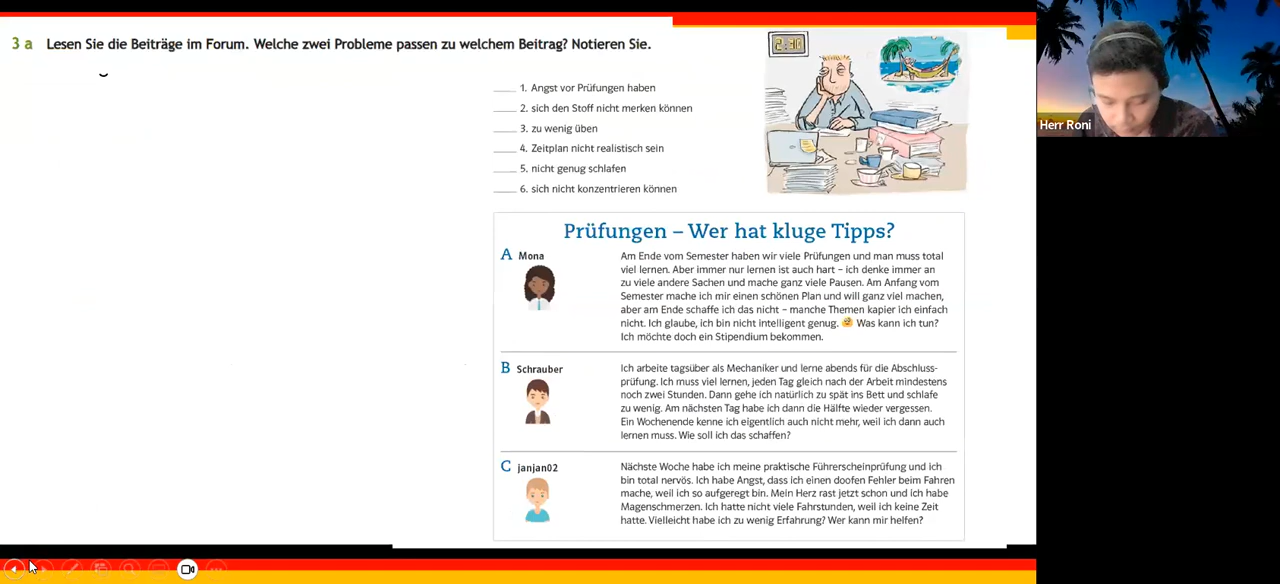 3 a Lesen Sie die Beiträge im Forum. Welche zwei Probleme passen zu welchem Beitrag? Notieren Sie.
____ 1. Angst vor Prüfungen haben
____ 2. sich den Stoff nicht merken können
____ 3. zu wenig üben
____ 4. Zeitplan nicht realistisch sein
____ 5. nicht genug schlafen
____ 6. sich nicht konzentrieren können
2:30
Herr Roni
Prüfungen – Wer hat kluge Tipps?
A Mona
Am Ende vom Semester haben wir viele Prüfungen und man muss total
viel lernen. Aber immer nur lernen ist auch hart – ich denke immer an
zu viele andere Sachen und mache ganz viele Pausen. Am Anfang vom
Semester mache ich mir einen schönen Plan und will ganz viel machen,
aber am Ende schaffe ich das nicht – manche Themen kapier ich einfach
nicht. Ich glaube, ich bin nicht intelligent genug. Was kann ich tun?
Ich möchte doch ein Stipendium bekommen.
B Schrauber
Ich arbeite tagsüber als Mechaniker und lerne abends für die Abschluss-
prüfung. Ich muss viel lernen, jeden Tag gleich nach der Arbeit mindestens
noch zwei Stunden. Dann gehe ich natürlich zu spät ins Bett und schlafe
zu wenig. Am nächsten Tag habe ich dann die Hälfte wieder vergessen.
Ein Wochenende kenne ich eigentlich auch nicht mehr, weil ich dann auch
lernen muss. Wie soll ich das schaffen?
C janjan02
Nächste Woche habe ich meine praktische Führerscheinprüfung und ich
bin total nervös. Ich habe Angst, dass ich einen doofen Fehler beim Fahren
mache, weil ich so aufgeregt bin. Mein Herz rast jetzt schon und ich habe
Magenschmerzen. Ich hatte nicht viele Fahrstunden, weil ich keine Zeit
hatte. Vielleicht habe ich zu wenig Erfahrung? Wer kann mir helfen?